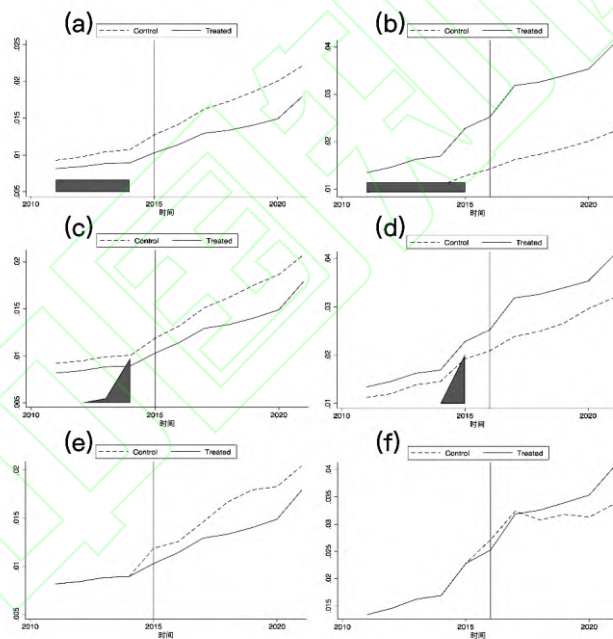 (a)
Control Treated
.025
.02
.015
.01
.005
2010 2015 2020
时间
(b)
Control Treated
.04
.03
.02
.01
2010 2015 2020
时间
(c)
Control Treated
.02
.015
.01
.005
2010 2015 2020
时间
(d)
Control Treated
.04
.03
.02
.01
2010 2015 2020
时间
(e)
Control Treated
.02
.015
.01
.005
2010 2015 2020
时间
(f)
Control Treated
.04
.035
.03
.025
.02
.015
2010 2015 2020
时间